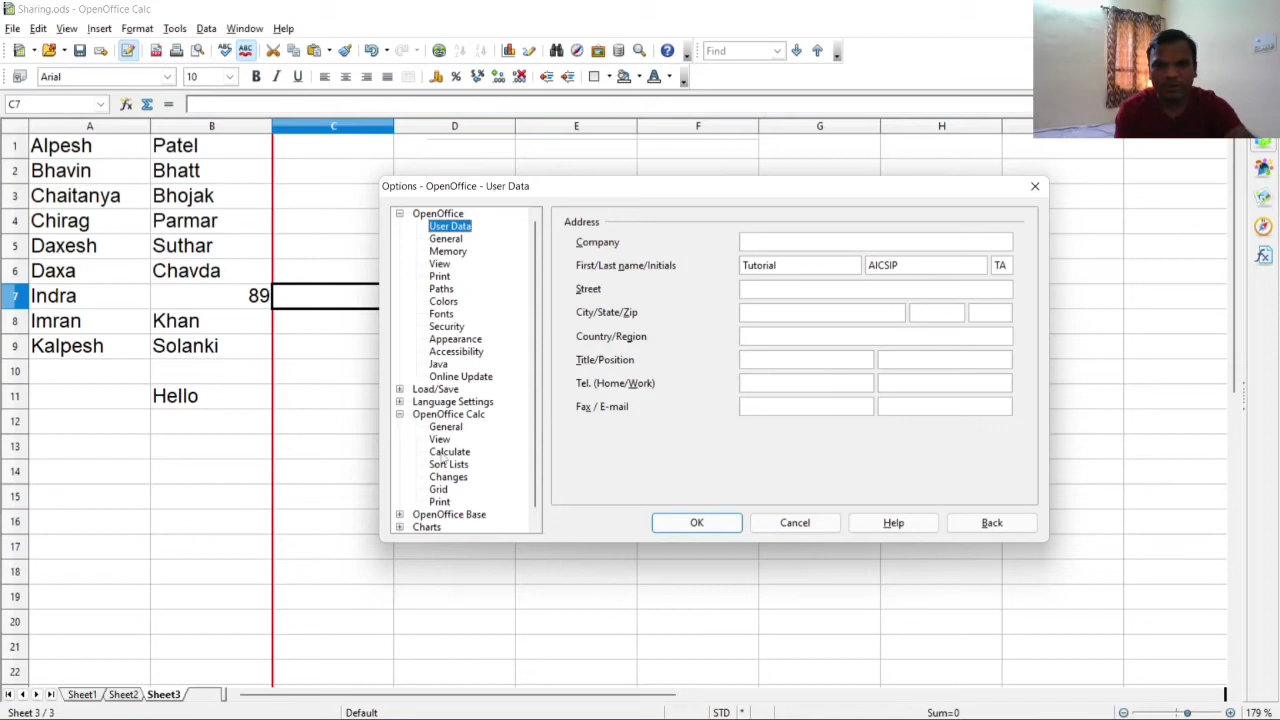 Sharing.ods - OpenOffice Calc
File Edit View Insert Format Tools Data Window Help
Find
Arial 10
C7
A B C D E F G H
1 Alpesh Patel
2 Bhavin Bhatt
3 Chaitanya Bhojak
4 Chirag Parmar
5 Daxesh Suthar
6 Daxa Chavda
7 Indra 89
8 Imran Khan
9 Kalpesh Solanki
10
11 Hello
12
13
14
15
16
17
18
19
20
21
22
Options - OpenOffice - User Data
OpenOffice
User Data
General
Memory
View
Print
Paths
Colors
Fonts
Security
Appearance
Accessibility
Java
Online Update
Load/Save
Language Settings
OpenOffice Calc
General
View
Calculate
Sort Lists
Changes
Grid
Print
OpenOffice Base
Charts
Address
Company
First/Last name/Initials Tutorial AICSIP TA
Street
City/State/Zip
Country/Region
Title/Position
Tel. (Home/Work)
Fax / E-mail
OK Cancel Help Back
Sheet1 Sheet2 Sheet3
Sheet 3 / 3 Default STD * Sum=0 179 %